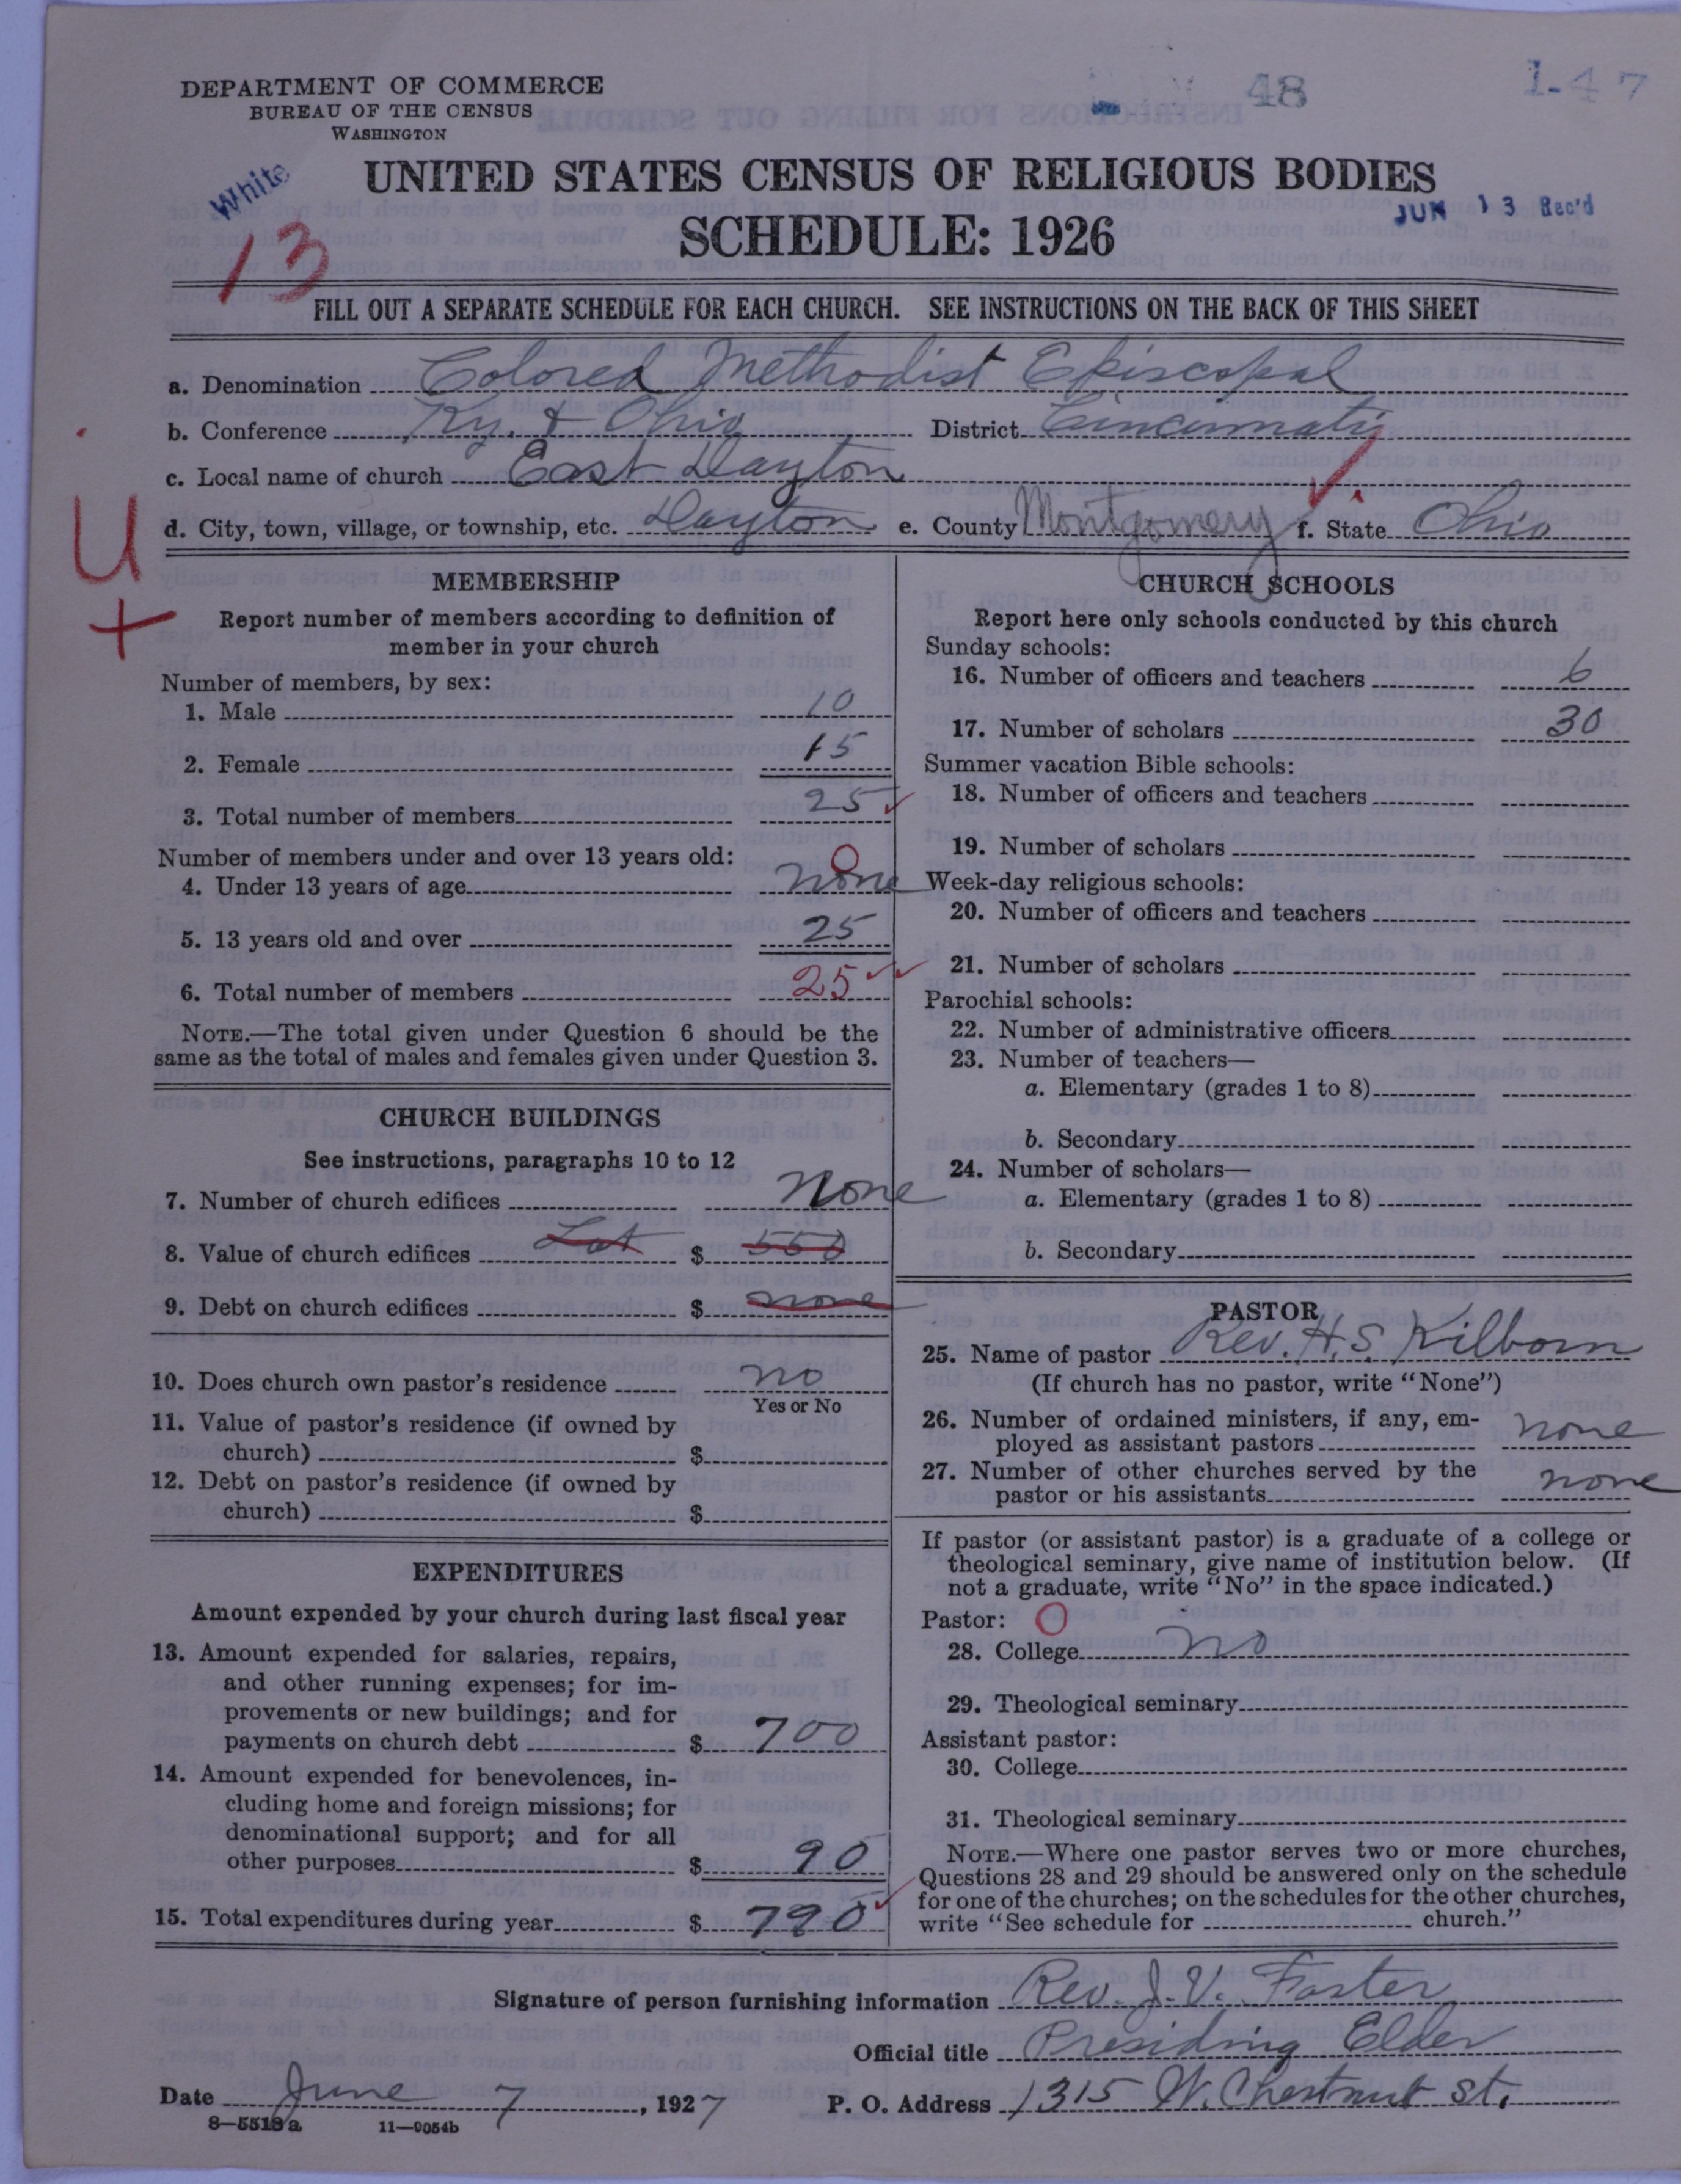 DEPARTMENT OF COMMERCE
BUREAU OF THE CENSUS
WASHINGTON
48
1-47
White
UNITED STATES CENSUS OF RELIGIOUS BODIES
JUN 13 Rec'd
SCHEDULE: 1926
13
FILL OUT A SEPARATE SCHEDULE FOR EACH CHURCH. SEE INSTRUCTIONS ON THE BACK OF THIS SHEET
a. Denomination Colored Methodist Episcopal
b. Conference Ky. & Ohio District Cincinnati
c. Local name of church East Dayton
d. City, town, village, or township, etc. Dayton e. County Montgomery f. State Ohio
U
+
MEMBERSHIP
Report number of members according to definition of
member in your church
Number of members, by sex:
1. Male 10
2. Female 15
3. Total number of members 25
Number of members under and over 13 years old: 0
4. Under 13 years of age none
5. 13 years old and over 25
6. Total number of members 25
NOTE.—The total given under Question 6 should be the
same as the total of males and females given under Question 3.
CHURCH BUILDINGS
See instructions, paragraphs 10 to 12
7. Number of church edifices None
8. Value of church edifices Lot $ 550
9. Debt on church edifices $ none
10. Does church own pastor's residence no
Yes or No
11. Value of pastor's residence (if owned by
church) $
12. Debt on pastor's residence (if owned by
church) $
EXPENDITURES
Amount expended by your church during last fiscal year
13. Amount expended for salaries, repairs,
and other running expenses; for im-
provements or new buildings; and for
payments on church debt $ 700
14. Amount expended for benevolences, in-
cluding home and foreign missions; for
denominational support; and for all
other purposes $ 90
15. Total expenditures during year $ 790
CHURCH SCHOOLS
Report here only schools conducted by this church
Sunday schools:
16. Number of officers and teachers 6
17. Number of scholars 30
Summer vacation Bible schools:
18. Number of officers and teachers
19. Number of scholars
Week-day religious schools:
20. Number of officers and teachers
21. Number of scholars
Parochial schools:
22. Number of administrative officers
23. Number of teachers—
a. Elementary (grades 1 to 8)
b. Secondary
24. Number of scholars—
a. Elementary (grades 1 to 8)
b. Secondary
PASTOR
25. Name of pastor Rev. H. S. Kilborn
(If church has no pastor, write "None")
26. Number of ordained ministers, if any, em-
ployed as assistant pastors none
27. Number of other churches served by the
pastor or his assistants none
If pastor (or assistant pastor) is a graduate of a college or
theological seminary, give name of institution below. (If
not a graduate, write "No" in the space indicated.)
Pastor: O
28. College no
29. Theological seminary
Assistant pastor:
30. College
31. Theological seminary
NOTE.—Where one pastor serves two or more churches,
Questions 28 and 29 should be answered only on the schedule
for one of the churches; on the schedules for the other churches,
write "See schedule for church."
Signature of person furnishing information Rev. J. V. Foster
Official title Presiding Elder
Date June 7, 1927 P. O. Address 1315 W. Chestnut St.
8—5518a 11—9054b